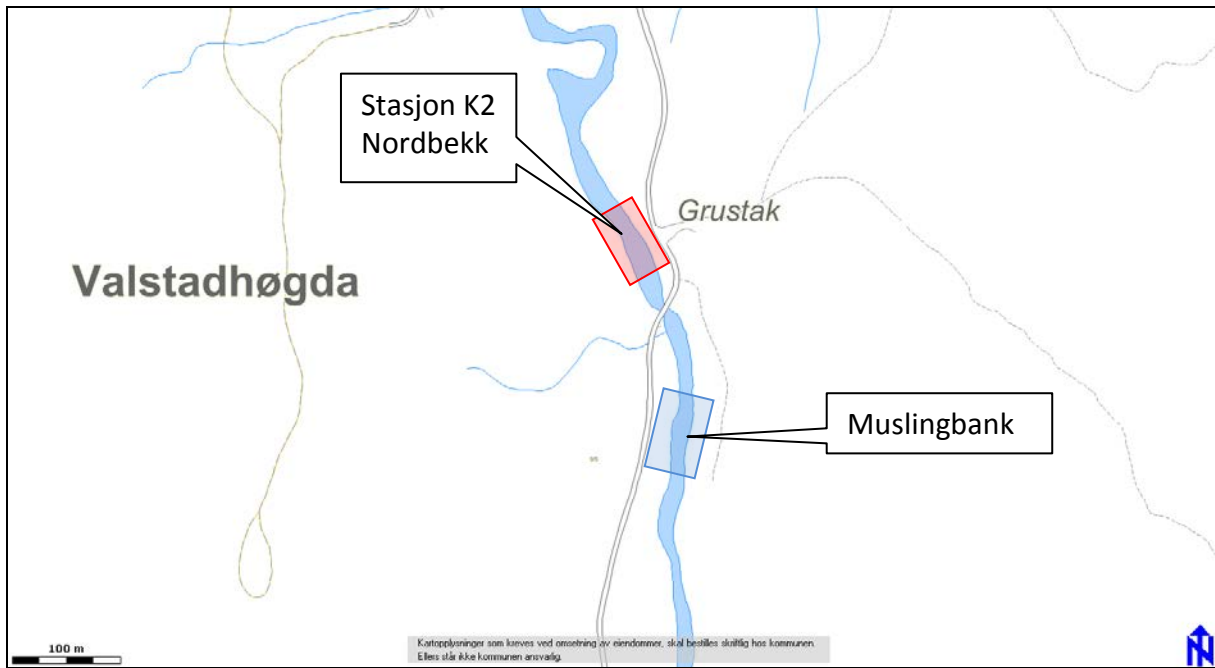 Stasjon K2
Nordbekk
Grustak
Valstadhøgda
Muslingbank
95
100 m
Kartopplysninger som kreves ved omsetning av eiendommer, skal bestilles skriftlig hos kommunen.
Ellers står ikke kommunen ansvarlig.
N